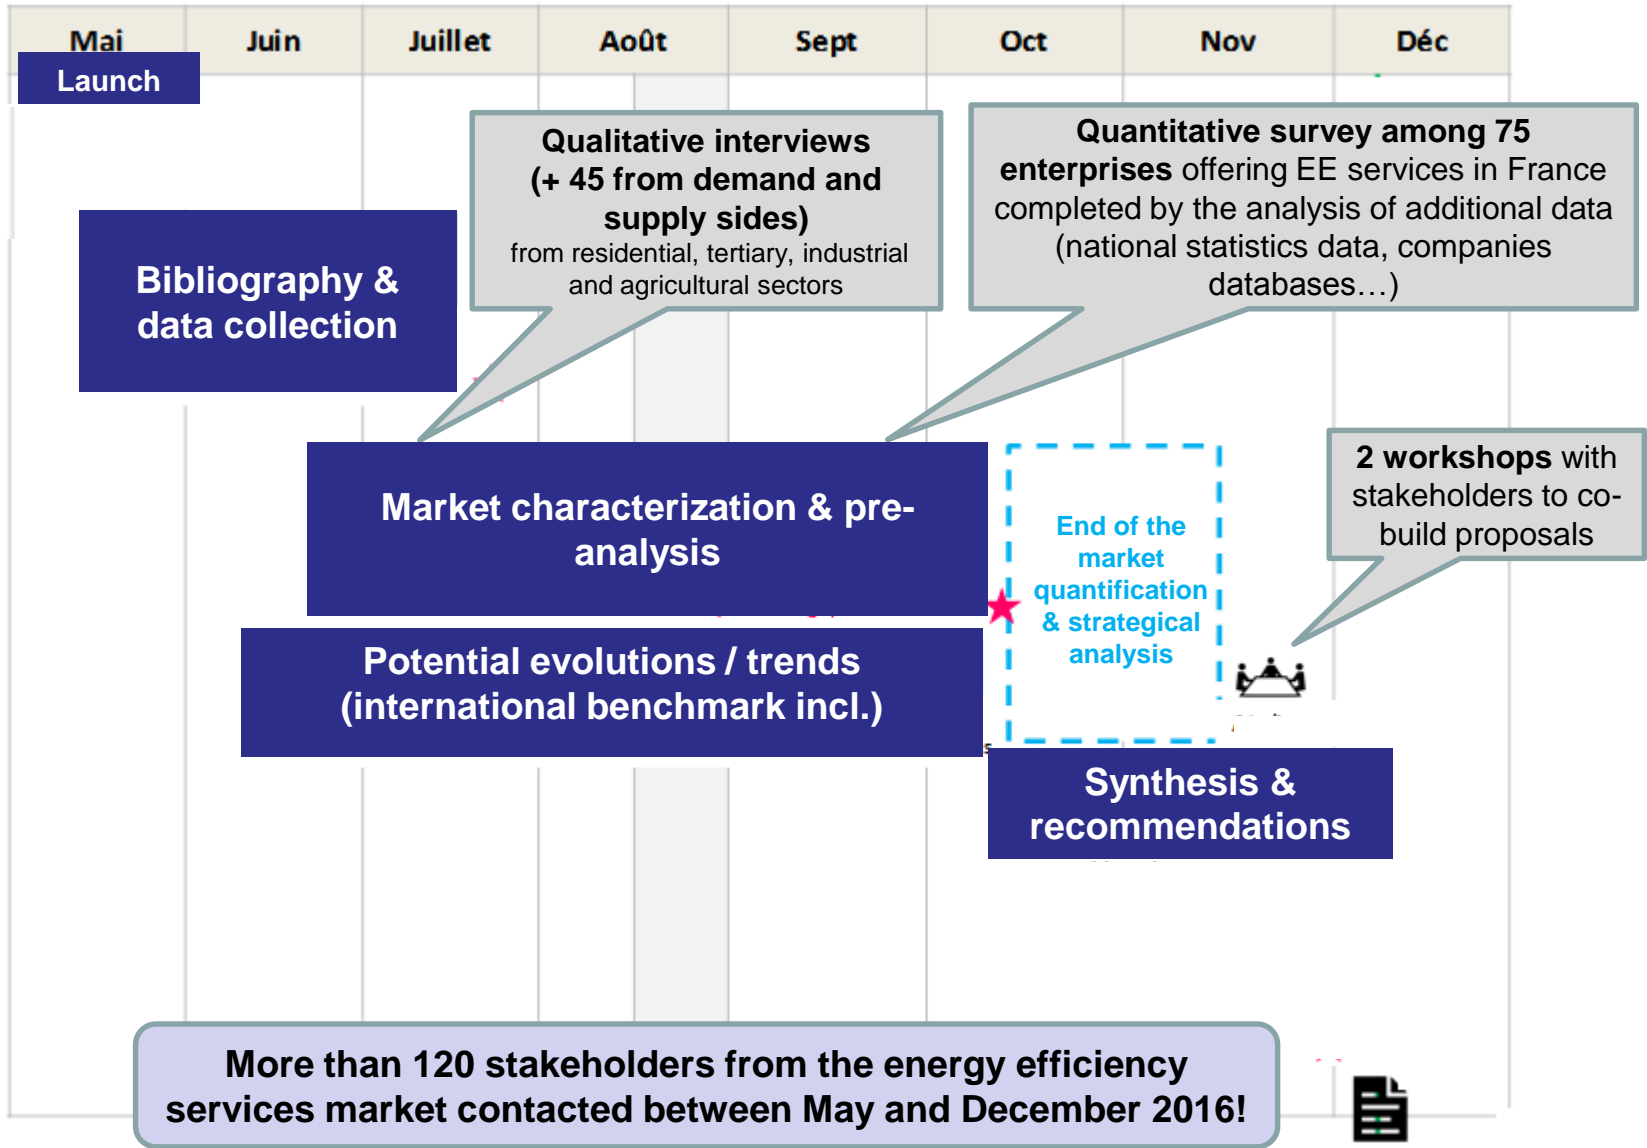 Mai Juin Juillet Août Sept Oct Nov Déc
Launch
Qualitative interviews
(+ 45 from demand and
supply sides)
from residential, tertiary, industrial
and agricultural sectors
Quantitative survey among 75
enterprises offering EE services in France
completed by the analysis of additional data
(national statistics data, companies
databases…)
Bibliography &
data collection
Market characterization & pre-
analysis
End of the
market
quantification
& strategical
analysis
2 workshops with
stakeholders to co-
build proposals
Potential evolutions / trends
(international benchmark incl.)
Synthesis &
recommendations
More than 120 stakeholders from the energy efficiency
services market contacted between May and December 2016!